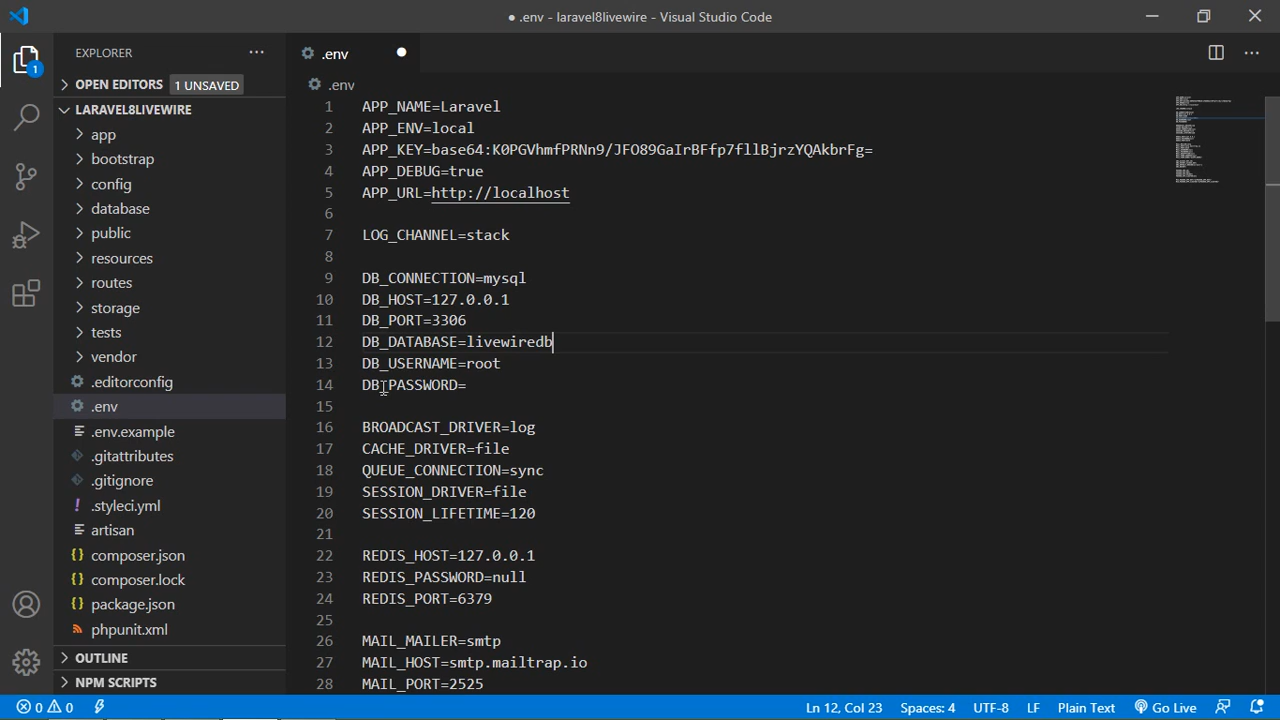 ● .env - laravel8livewire - Visual Studio Code
EXPLORER
OPEN EDITORS 1 UNSAVED
LARAVEL8LIVEWIRE
app
bootstrap
config
database
public
resources
routes
storage
tests
vendor
.editorconfig
.env
.env.example
.gitattributes
.gitignore
.styleci.yml
artisan
composer.json
composer.lock
package.json
phpunit.xml
OUTLINE
NPM SCRIPTS
1
.env
.env
1 APP_NAME=Laravel
2 APP_ENV=local
3 APP_KEY=base64:K0PGVhmfPRNn9/JFO89GaIrBFfp7fllBjrzYQAkbrFg=
4 APP_DEBUG=true
5 APP_URL=http://localhost
6
7 LOG_CHANNEL=stack
8
9 DB_CONNECTION=mysql
10 DB_HOST=127.0.0.1
11 DB_PORT=3306
12 DB_DATABASE=livewiredb
13 DB_USERNAME=root
14 DB_PASSWORD=
15
16 BROADCAST_DRIVER=log
17 CACHE_DRIVER=file
18 QUEUE_CONNECTION=sync
19 SESSION_DRIVER=file
20 SESSION_LIFETIME=120
21
22 REDIS_HOST=127.0.0.1
23 REDIS_PASSWORD=null
24 REDIS_PORT=6379
25
26 MAIL_MAILER=smtp
27 MAIL_HOST=smtp.mailtrap.io
28 MAIL_PORT=2525
0 0 Ln 12, Col 23 Spaces: 4 UTF-8 LF Plain Text Go Live